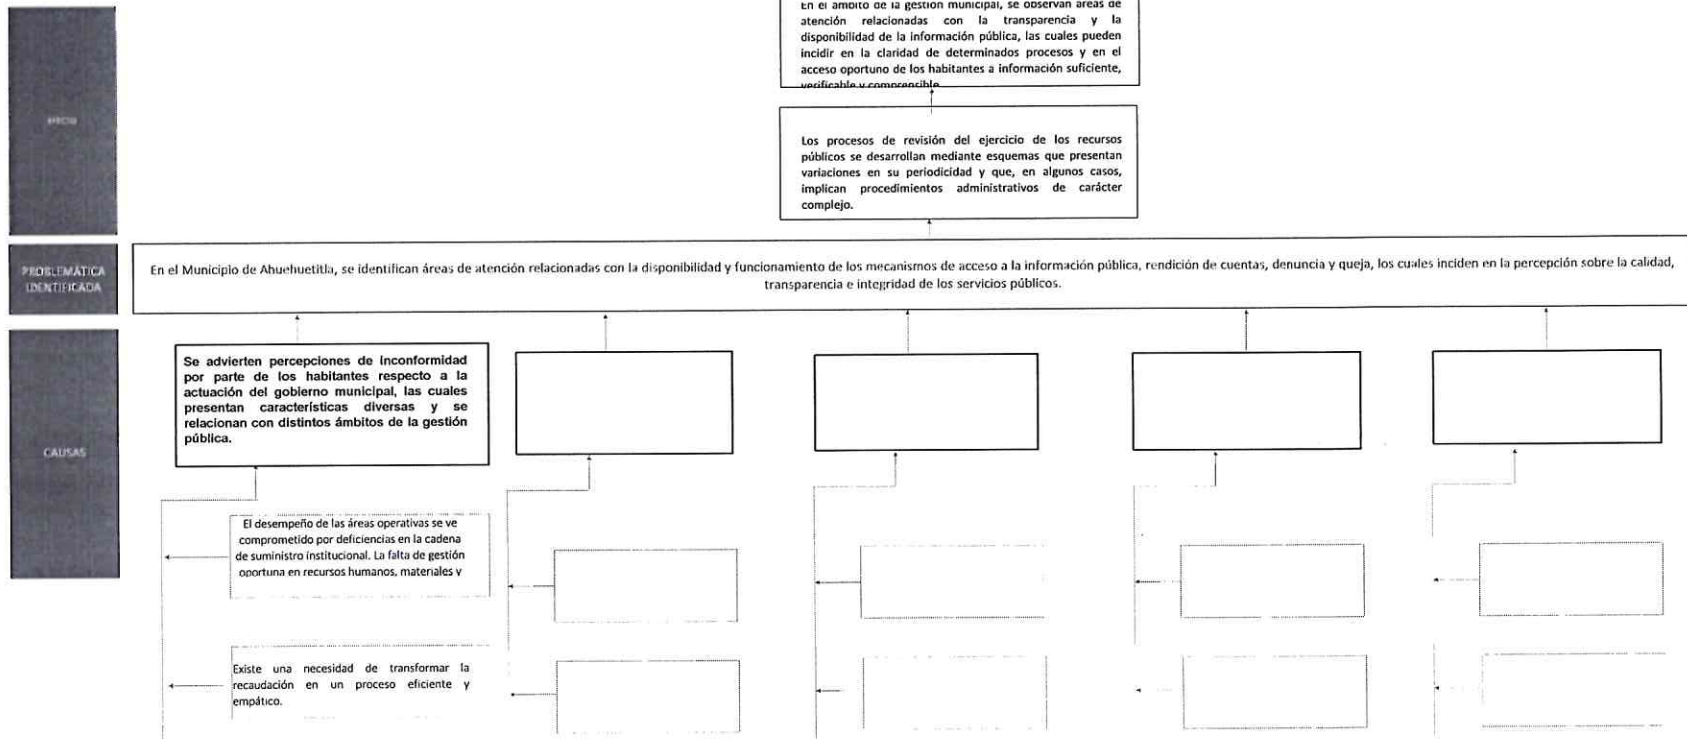 En el ámbito de la gestión municipal, se observan áreas de
atención relacionadas con la transparencia y la
disponibilidad de la información pública, las cuales pueden
incidir en la claridad de determinados procesos y en el
acceso oportuno de los habitantes a información suficiente,
verificable y comprensible
EFECTO
Los procesos de revisión del ejercicio de los recursos
públicos se desarrollan mediante esquemas que presentan
variaciones en su periodicidad y que, en algunos casos,
implican procedimientos administrativos de carácter
complejo.
PROBLEMÁTICA
IDENTIFICADA
En el Municipio de Ahuehuetitla, se identifican áreas de atención relacionadas con la disponibilidad y funcionamiento de los mecanismos de acceso a la información pública, rendición de cuentas, denuncia y queja, los cuales inciden en la percepción sobre la calidad,
transparencia e integridad de los servicios públicos.
CAUSAS
Se advierten percepciones de inconformidad
por parte de los habitantes respecto a la
actuación del gobierno municipal, las cuales
presentan características diversas y se
relacionan con distintos ámbitos de la gestión
pública.
El desempeño de las áreas operativas se ve
comprometido por deficiencias en la cadena
de suministro institucional. La falta de gestión
oportuna en recursos humanos, materiales y
Existe una necesidad de transformar la
recaudación en un proceso eficiente y
empático.